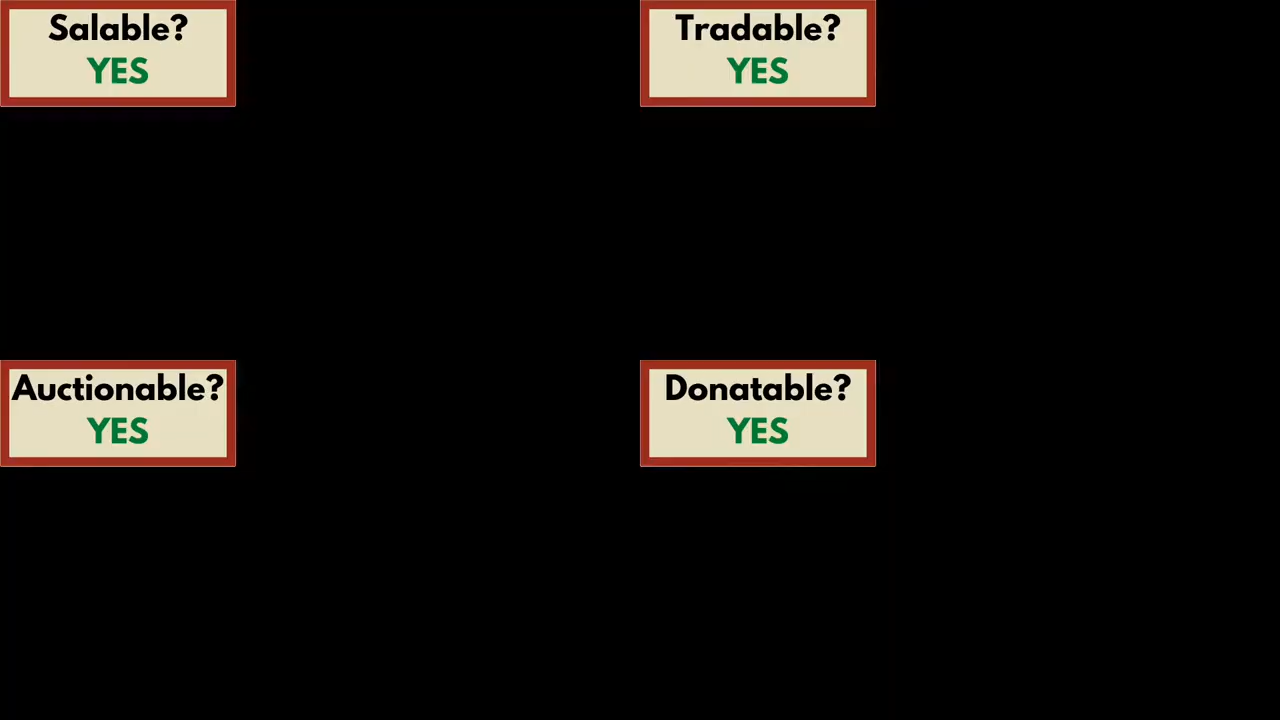 Salable?
YES
Tradable?
YES
Auctionable?
YES
Donatable?
YES